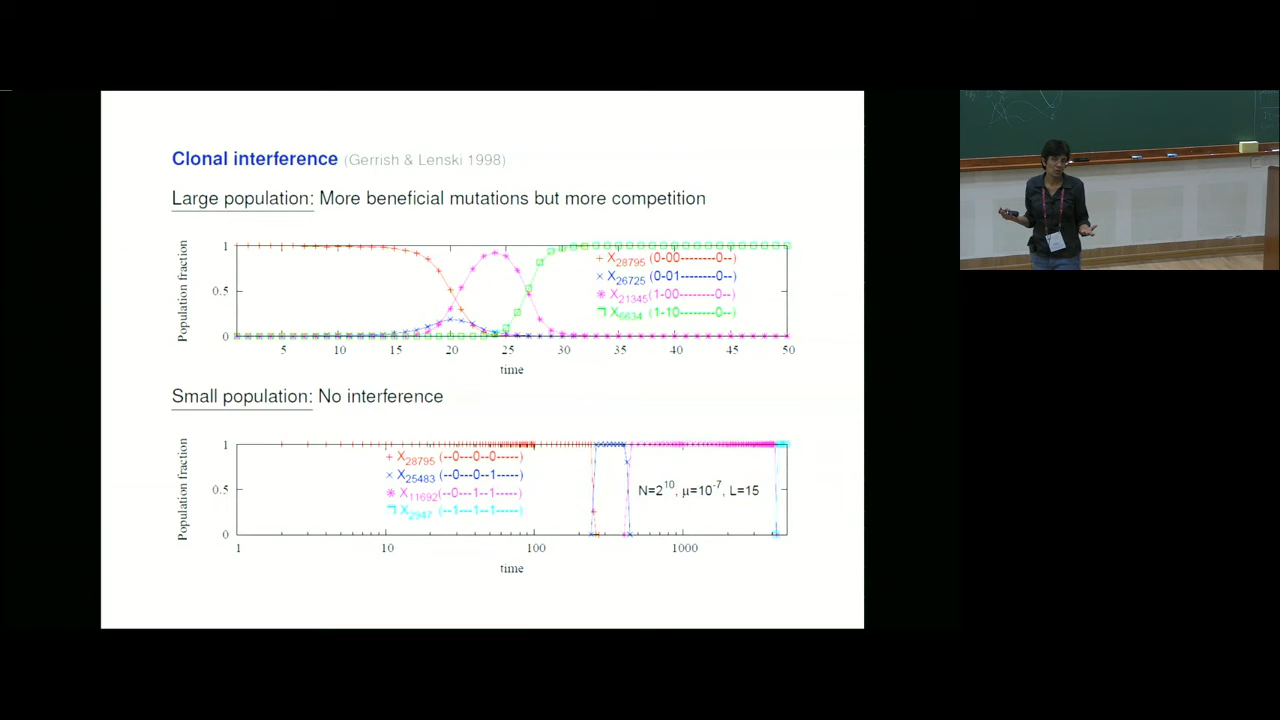 Clonal interference (Gerrish & Lenski 1998)
Large population: More beneficial mutations but more competition
Population fraction
1
0.5
0
X28795 (0-00--------0--)
X26725 (0-01--------0--)
X21345 (1-00--------0--)
X6634 (1-10--------0--)
5 10 15 20 25 30 35 40 45 50
time
Small population: No interference
Population fraction
1
0.5
0
X28795 (--0---0--0-----)
X25483 (--0---0--1-----)
X11692 (--0---1--1-----)
X2947 (--1---1--1-----)
N=2^10, μ=10^-7, L=15
1 10 100 1000
time